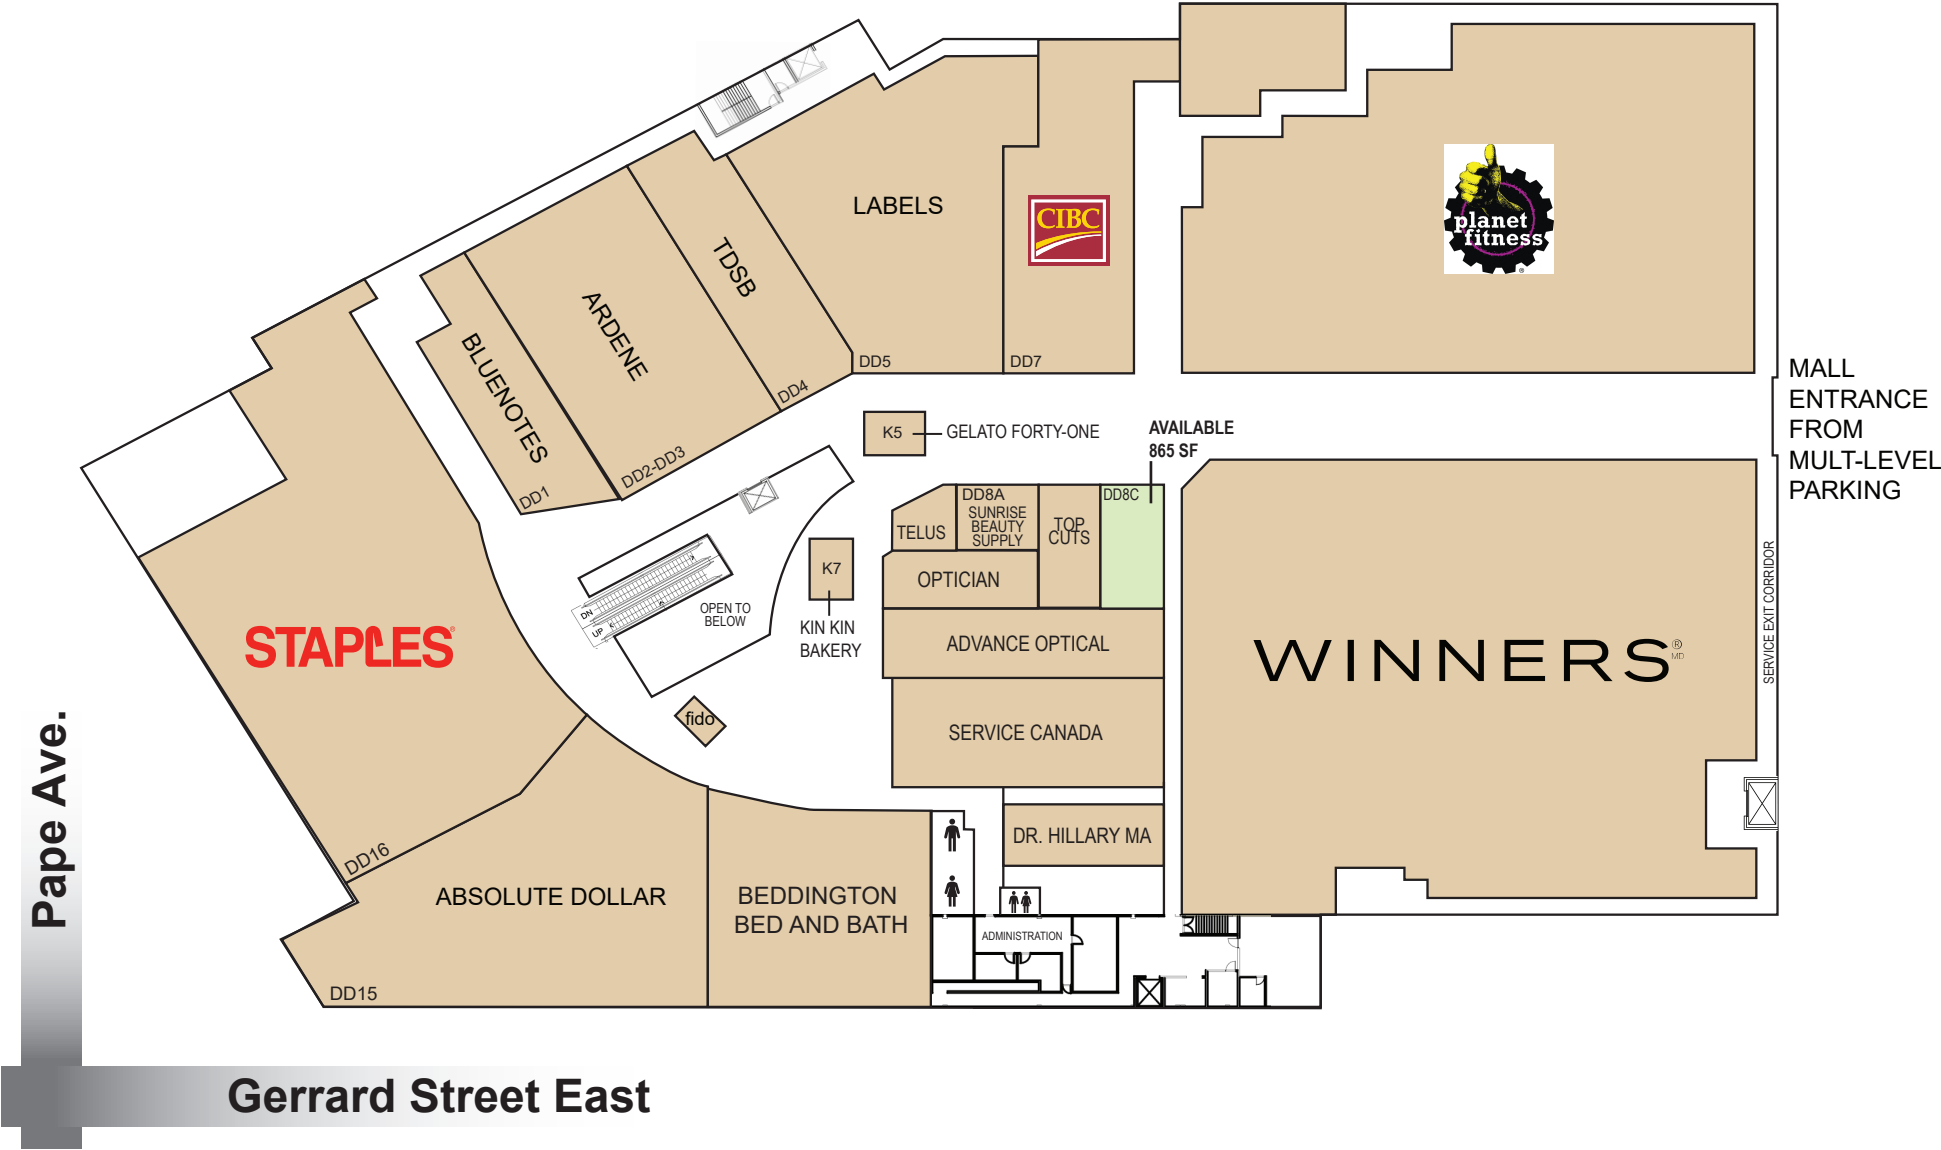 LABELS
CIBC
planet
fitness®
TDSB
ARDENE
BLUENOTES
DD5
DD7
DD4
DD2-DD3
DD1
MALL
ENTRANCE
FROM
MULT-LEVEL
PARKING
K5
GELATO FORTY-ONE
AVAILABLE
865 SF
DD8A
SUNRISE
BEAUTY
SUPPLY
TELUS
TOP
CUTS
DD8C
OPTICIAN
K7
KIN KIN
BAKERY
DN
UP
OPEN TO
BELOW
ADVANCE OPTICAL
SERVICE CANADA
DR. HILLARY MA
WINNERS®
MD
SERVICE EXIT CORRIDOR
STAPLES®
fido
DD16
ABSOLUTE DOLLAR
DD15
BEDDINGTON
BED AND BATH
ADMINISTRATION
Pape Ave.
Gerrard Street East